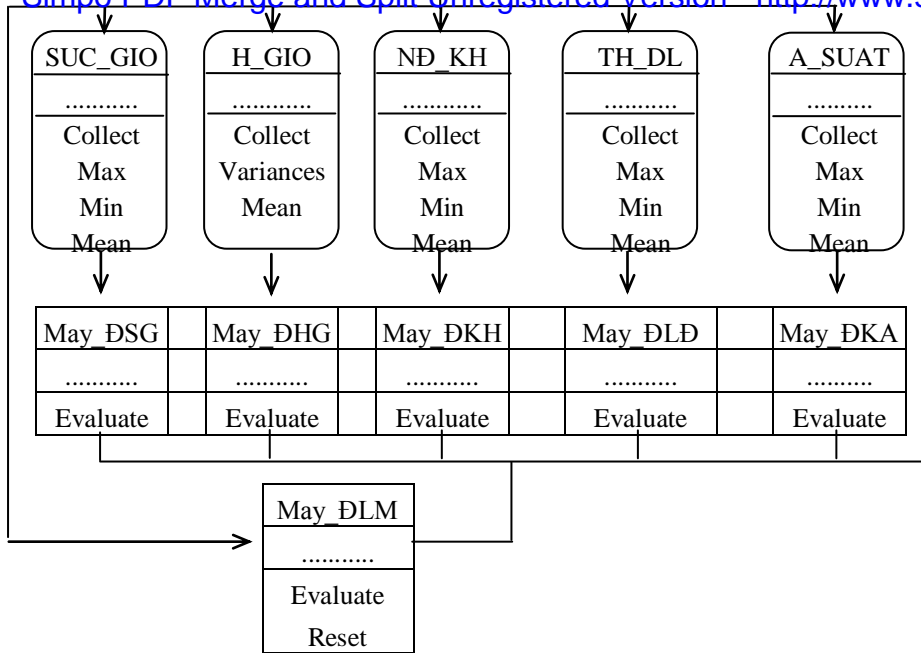 Simpo PDF Merge and Split Unregistered Version - http://www.s
SUC_GIO H_GIO NĐ_KH TH_DL A_SUAT
........... ............ ............ ........... ..........
Collect Collect Collect Collect Collect
Max Variances Max Max Max
Min Mean Min Min Min
Mean Mean Mean Mean
May_ĐSG May_ĐHG May_ĐKH May_ĐLĐ May_ĐKA
........... ........... ........... ........... ..........
Evaluate Evaluate Evaluate Evaluate Evaluate
May_ĐLM
...........
Evaluate
Reset